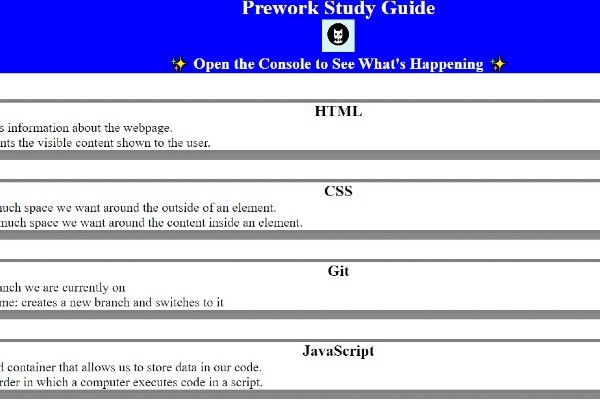 Prework Study Guide
✨ Open the Console to See What's Happening ✨
HTML
s information about the webpage.
nts the visible content shown to the user.
CSS
much space we want around the outside of an element.
much space we want around the content inside an element.
Git
anch we are currently on
me: creates a new branch and switches to it
JavaScript
d container that allows us to store data in our code.
rder in which a computer executes code in a script.